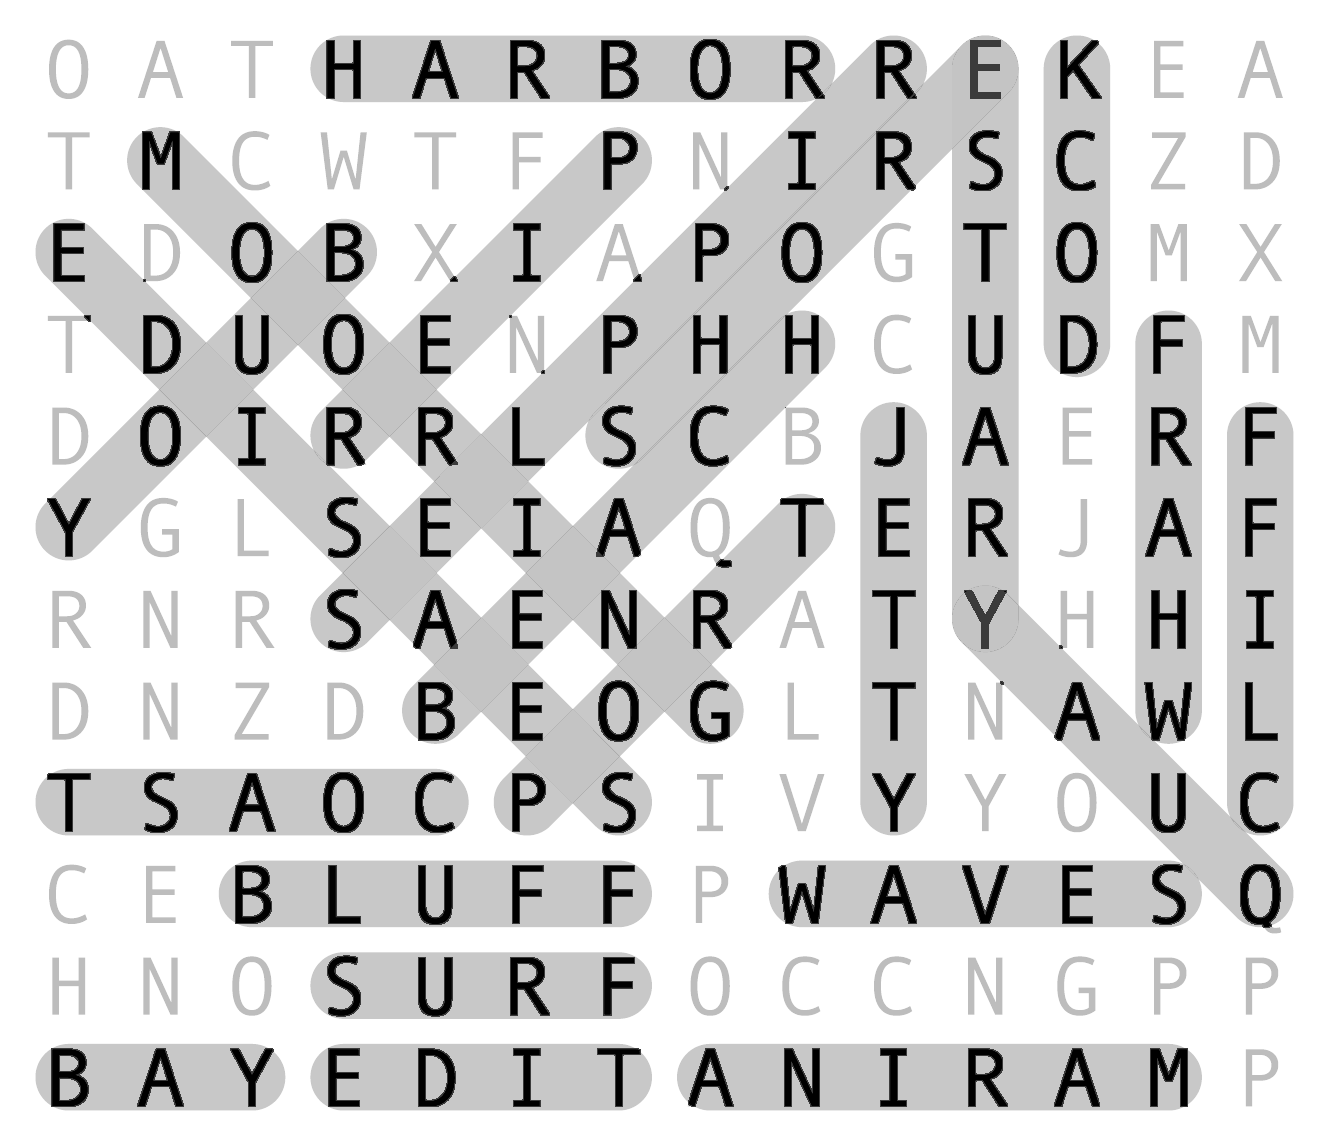 O A T H A R B O R R E K E A
T M C W T F P N I R S C Z D
E D O B X I A P O G T O M X
T D U O E N P H H C U D F M
D O I R R L S C B J A E R F
Y G L S E I A Q T E R J A F
R N R S A E N R A T Y H H I
D N Z D B E O G L T N A W L
T S A O C P S I V Y Y O U C
C E B L U F F P W A V E S Q
H N O S U R F O C C N G P P
B A Y E D I T A N I R A M P